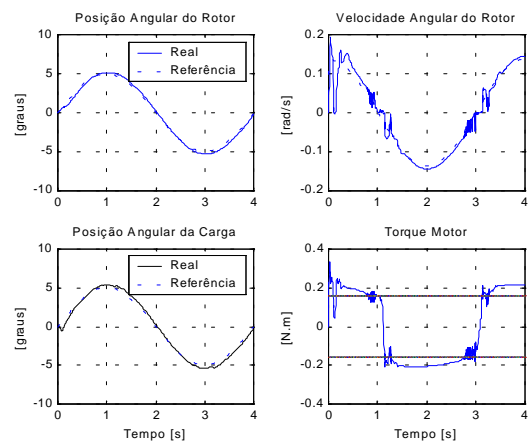 Posição Angular do Rotor
10
5
0
-5
-10
[graus]
0 1 2 3 4
Real
Referência
Velocidade Angular do Rotor
0.2
0.1
0
-0.1
-0.2
[rad/s]
0 1 2 3 4
Posição Angular da Carga
10
5
0
-5
-10
[graus]
0 1 2 3 4
Tempo [s]
Real
Referência
Torque Motor
0.4
0.2
0
-0.2
-0.4
[N.m]
0 1 2 3 4
Tempo [s]